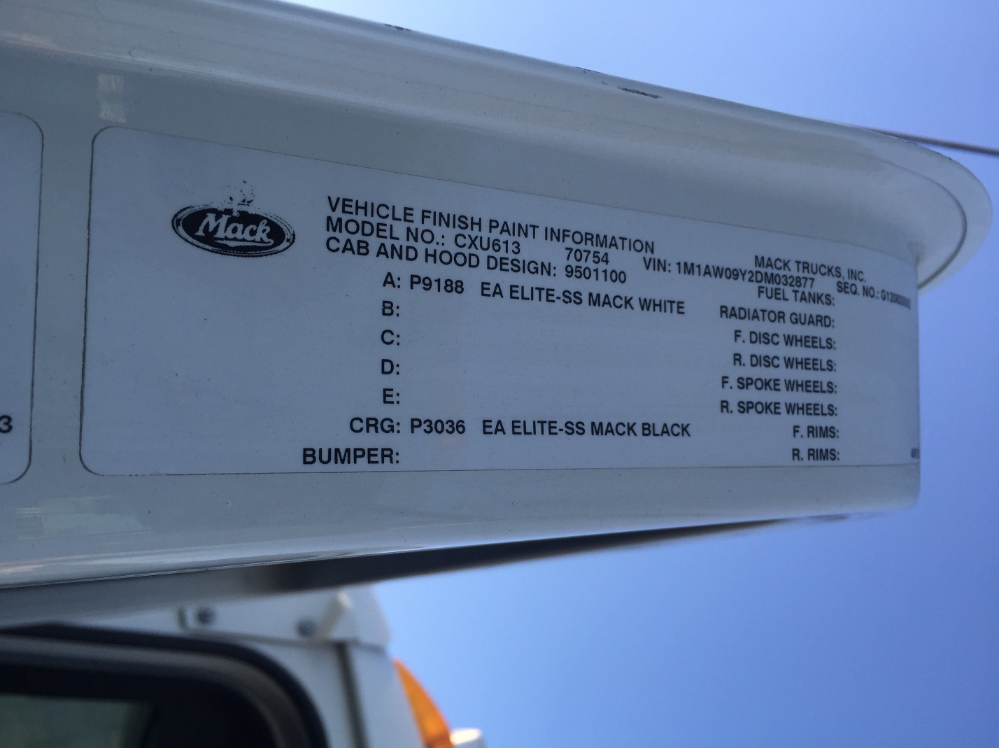 3
Mack
VEHICLE FINISH PAINT INFORMATION
MACK TRUCKS, INC.
MODEL NO.: CXU613 70754 VIN: 1M1AW09Y2DM032877 SEQ. NO.:
CAB AND HOOD DESIGN: 9501100
A: P9188 EA ELITE-SS MACK WHITE
B:
C:
D:
E:
CRG: P3036 EA ELITE-SS MACK BLACK
BUMPER:
FUEL TANKS:
RADIATOR GUARD:
F. DISC WHEELS:
R. DISC WHEELS:
F. SPOKE WHEELS:
R. SPOKE WHEELS:
F. RIMS:
R. RIMS: